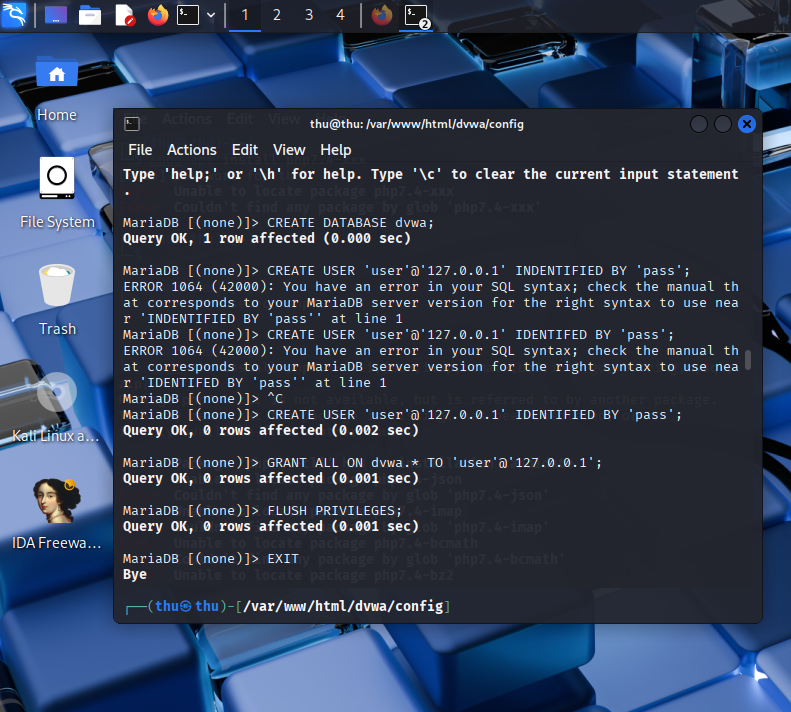 1 2 3 4 2
Home
File System
Trash
Kali Linux a...
IDA Freewa...
thu@thu: /var/www/html/dvwa/config
File Actions Edit View Help
Type 'help;' or '\h' for help. Type '\c' to clear the current input statement
.
MariaDB [(none)]> CREATE DATABASE dvwa;
Query OK, 1 row affected (0.000 sec)
MariaDB [(none)]> CREATE USER 'user'@'127.0.0.1' INDENTIFIED BY 'pass';
ERROR 1064 (42000): You have an error in your SQL syntax; check the manual th
at corresponds to your MariaDB server version for the right syntax to use nea
r 'INDENTIFIED BY 'pass'' at line 1
MariaDB [(none)]> CREATE USER 'user'@'127.0.0.1' IDENTIFED BY 'pass';
ERROR 1064 (42000): You have an error in your SQL syntax; check the manual th
at corresponds to your MariaDB server version for the right syntax to use nea
r 'IDENTIFED BY 'pass'' at line 1
MariaDB [(none)]> ^C
MariaDB [(none)]> CREATE USER 'user'@'127.0.0.1' IDENTIFIED BY 'pass';
Query OK, 0 rows affected (0.002 sec)
MariaDB [(none)]> GRANT ALL ON dvwa.* TO 'user'@'127.0.0.1';
Query OK, 0 rows affected (0.001 sec)
MariaDB [(none)]> FLUSH PRIVILEGES;
Query OK, 0 rows affected (0.001 sec)
MariaDB [(none)]> EXIT
Bye
┌──(thu㉿thu)-[/var/www/html/dvwa/config]